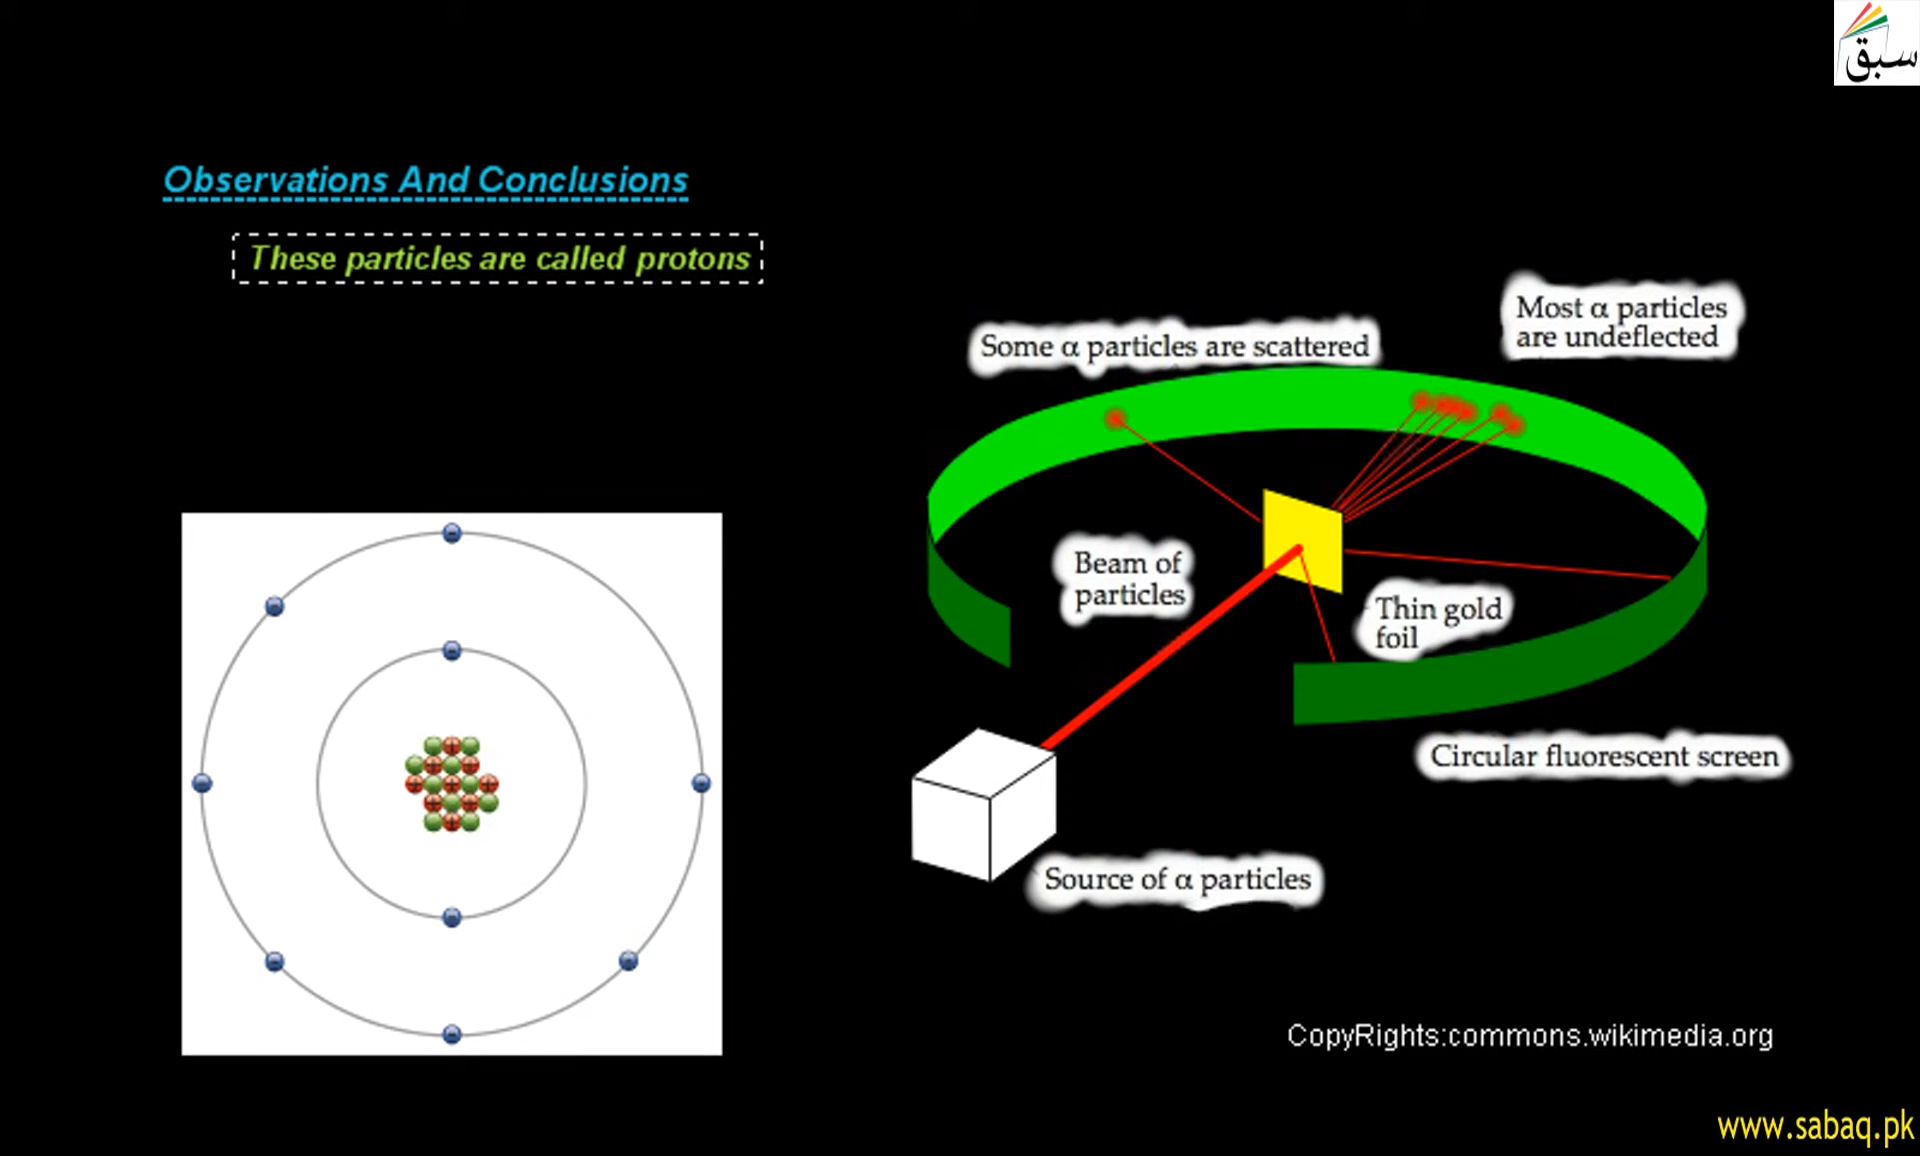 سبق
Observations And Conclusions
These particles are called protons
Some α particles are scattered
Most α particles
are undeflected
Beam of
particles
Thin gold
foil
Circular fluorescent screen
Source of α particles
CopyRights:commons.wikimedia.org
www.sabaq.pk